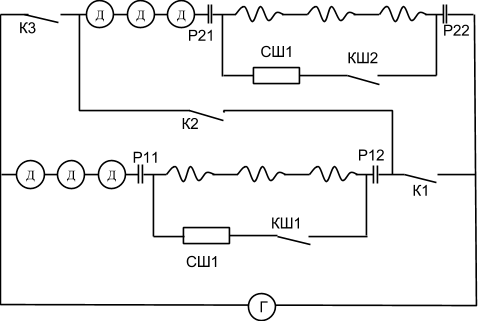 Д Д Д
К3 Р21 Р22
СШ1 КШ2
К2
Р11 Р12
Д Д Д К1
КШ1
СШ1
Г